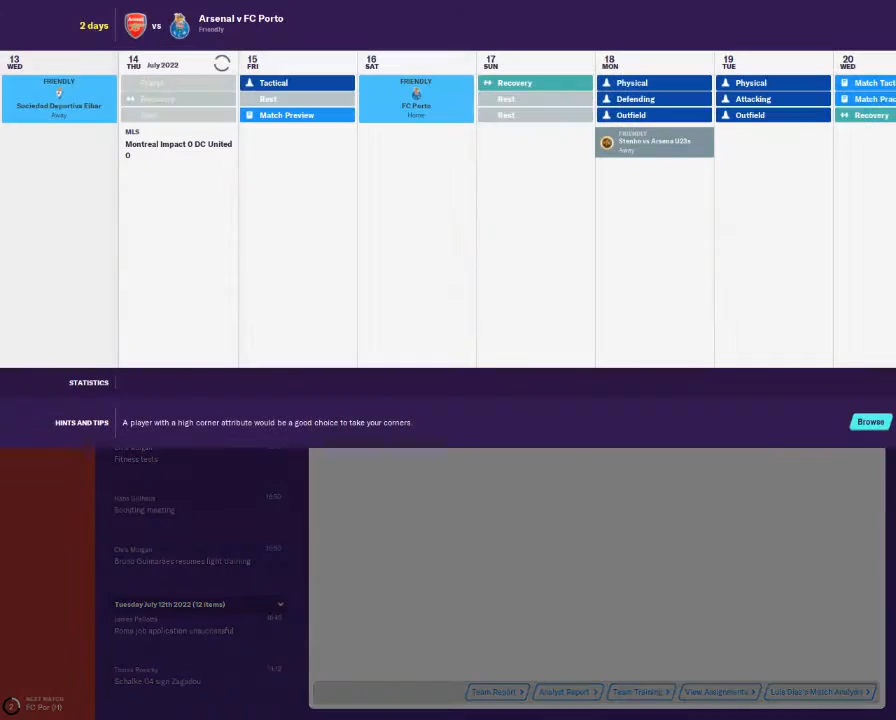 2 days
vs
Arsenal v FC Porto
Friendly
13
WED
14
THU
July 2022
15
FRI
16
SAT
17
SUN
18
MON
19
TUE
20
WED
FRIENDLY
Sociedad Deportiva Eibar
Away
Recovery
MLS
Montreal Impact 0 DC United
0
Tactical
Rest
Match Preview
FRIENDLY
FC Porto
Home
Recovery
Rest
Rest
Physical
Defending
Outfield
FRIENDLY
Away
Physical
Attacking
Outfield
Match Tact
Match Prac
Recovery
STATISTICS
HINTS AND TIPS
A player with a high corner attribute would be a good choice to take your corners.
Browse
Fitness tests
Scouting meeting
Chris Morgan
Bruno Guimaraes resumes light training
Tuesday July 12th 2022 (12 items)
James Pallotta
Roma job application unsuccessful
Schalke 04 sign Zagadou
2
NEXT MATCH
FC Por (H)
Team Report >
Analyst Report >
Team Training >
View Assignments >
Luis Diaz's Match Analysis >